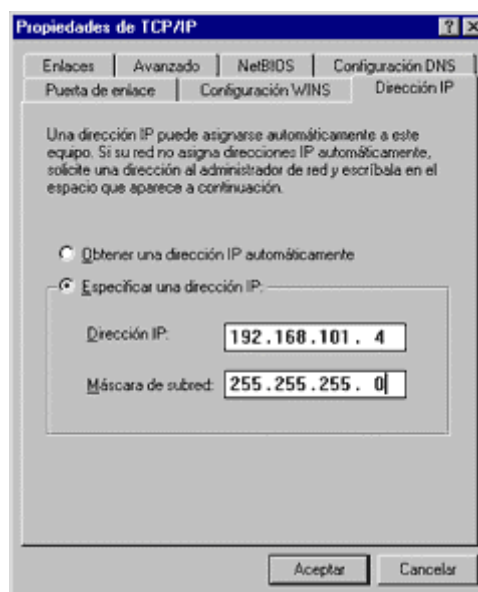 Propiedades de TCP/IP
Enlaces Avanzado NetBIOS Configuración DNS
Puerta de enlace Configuración WINS Dirección IP
Una dirección IP puede asignarse automáticamente a este
equipo. Si su red no asigna direcciones IP automáticamente,
solicite una dirección al administrador de red y escríbala en el
espacio que aparece a continuación.
Obtener una dirección IP automáticamente
Especificar una dirección IP:
Dirección IP: 192.168.101. 4
Máscara de subred: 255.255.255. 0
Aceptar Cancelar